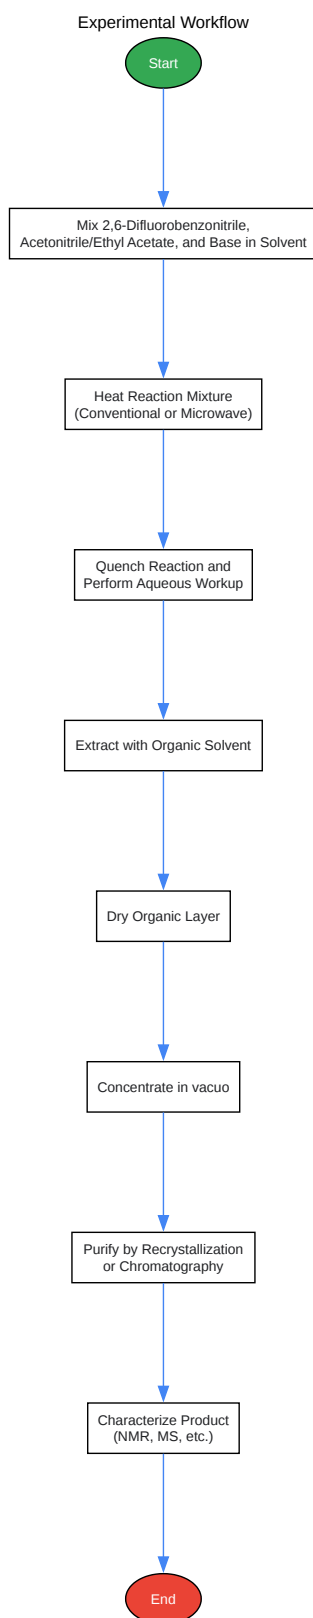 Experimental Workflow
Start
Mix 2,6-Difluorobenzonitrile,
Acetonitrile/Ethyl Acetate, and Base in Solvent
Heat Reaction Mixture
(Conventional or Microwave)
Quench Reaction and
Perform Aqueous Workup
Extract with Organic Solvent
Dry Organic Layer
Concentrate in vacuo
Purify by Recrystallization
or Chromatography
Characterize Product
(NMR, MS, etc.)
End